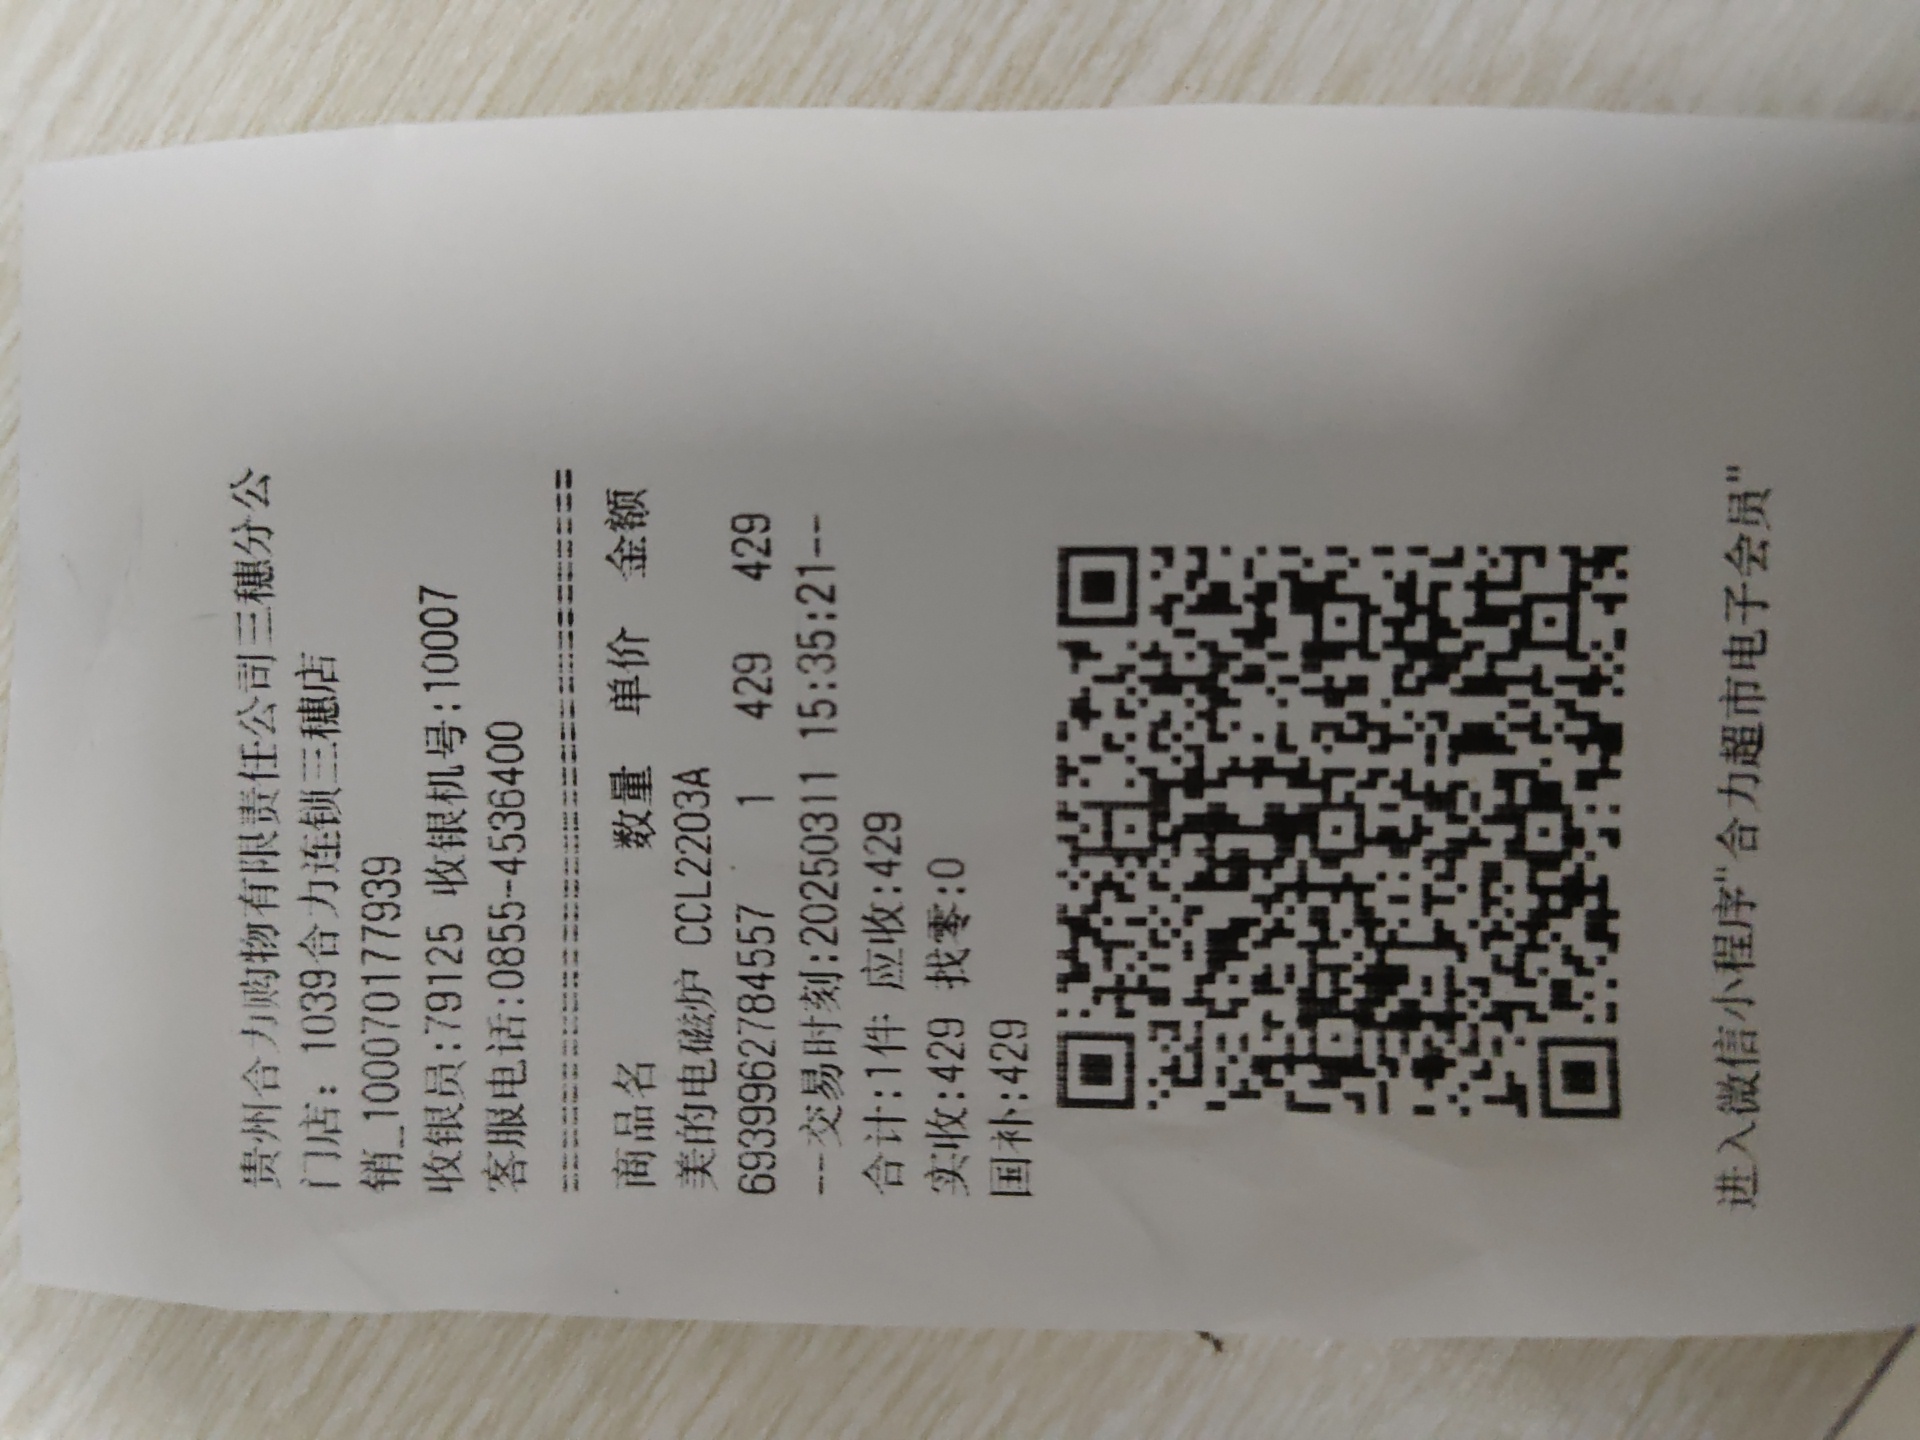 贵州合力购物有限责任公司三穗分公
门店：1039合力连锁三穗店
销_100070177939
收银员:79125 收银机号:10007
客服电话:0855-4536400
================================
商品名 数量 单价 金额
美的电磁炉 CCL2203A
6939962784557 1 429 429
--交易时刻:20250311 15:35:21--
合计:1件 应收:429
实收:429 找零:0
国补:429
进入微信小程序"合力超市电子会员"